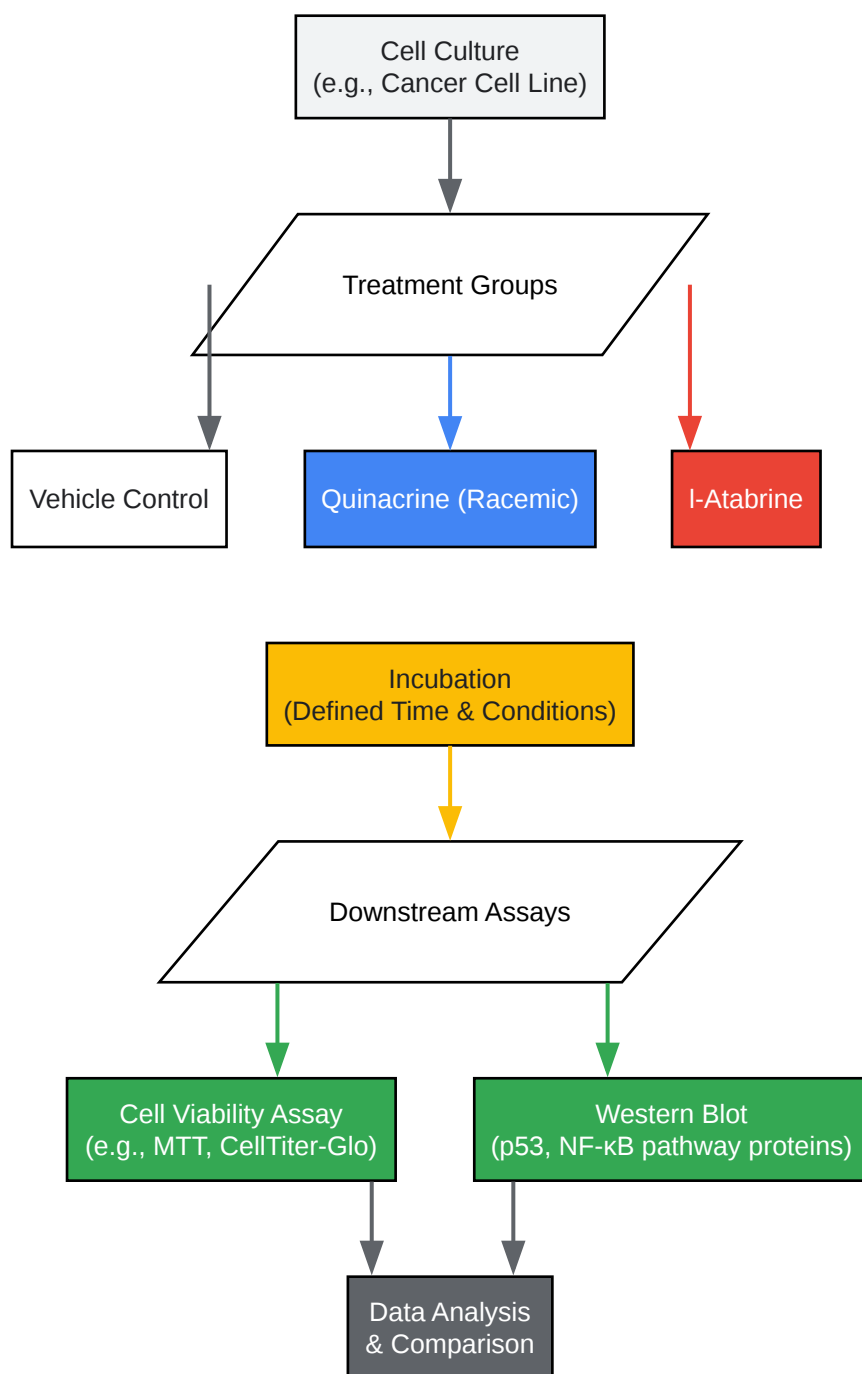 Cell Culture
(e.g., Cancer Cell Line)
Treatment Groups
Vehicle Control
Quinacrine (Racemic)
l-Atabrine
Incubation
(Defined Time & Conditions)
Downstream Assays
Cell Viability Assay
(e.g., MTT, CellTiter-Glo)
Western Blot
(p53, NF-κB pathway proteins)
Data Analysis
& Comparison